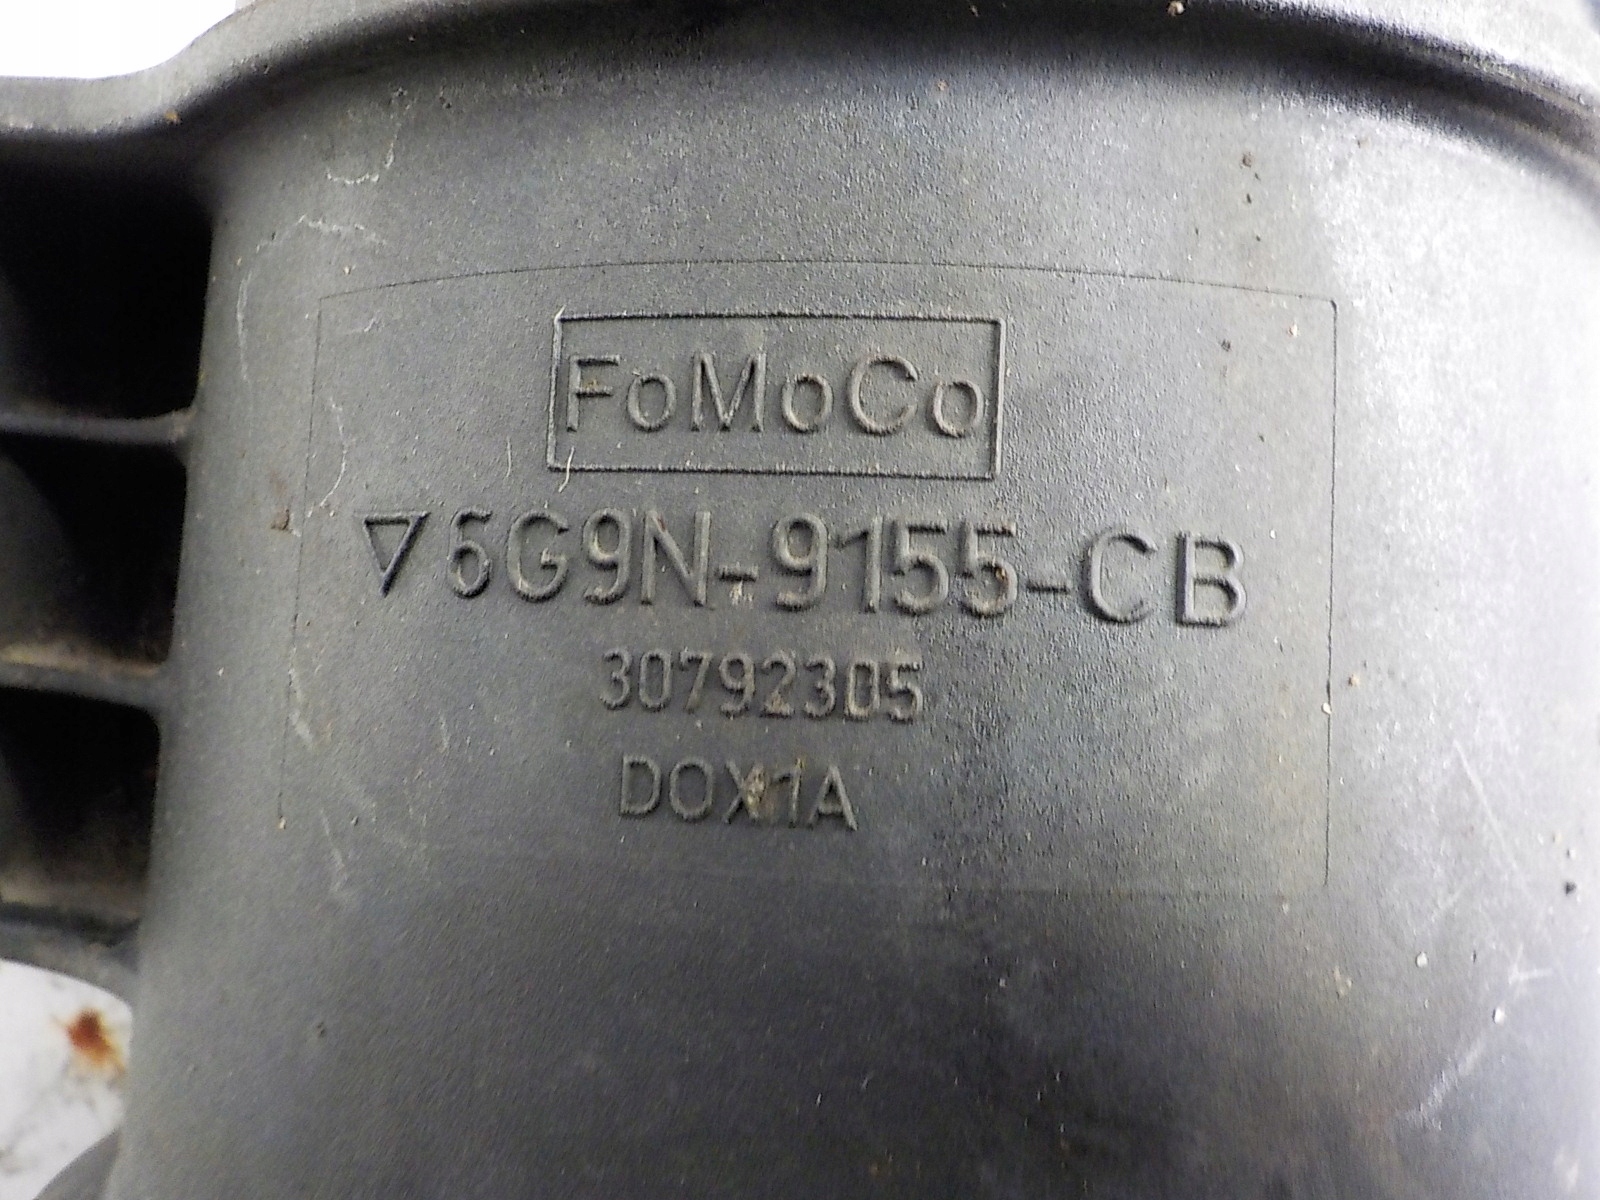 FoMoCo
▽6G9N-9155-CB
30792305
DOX1A